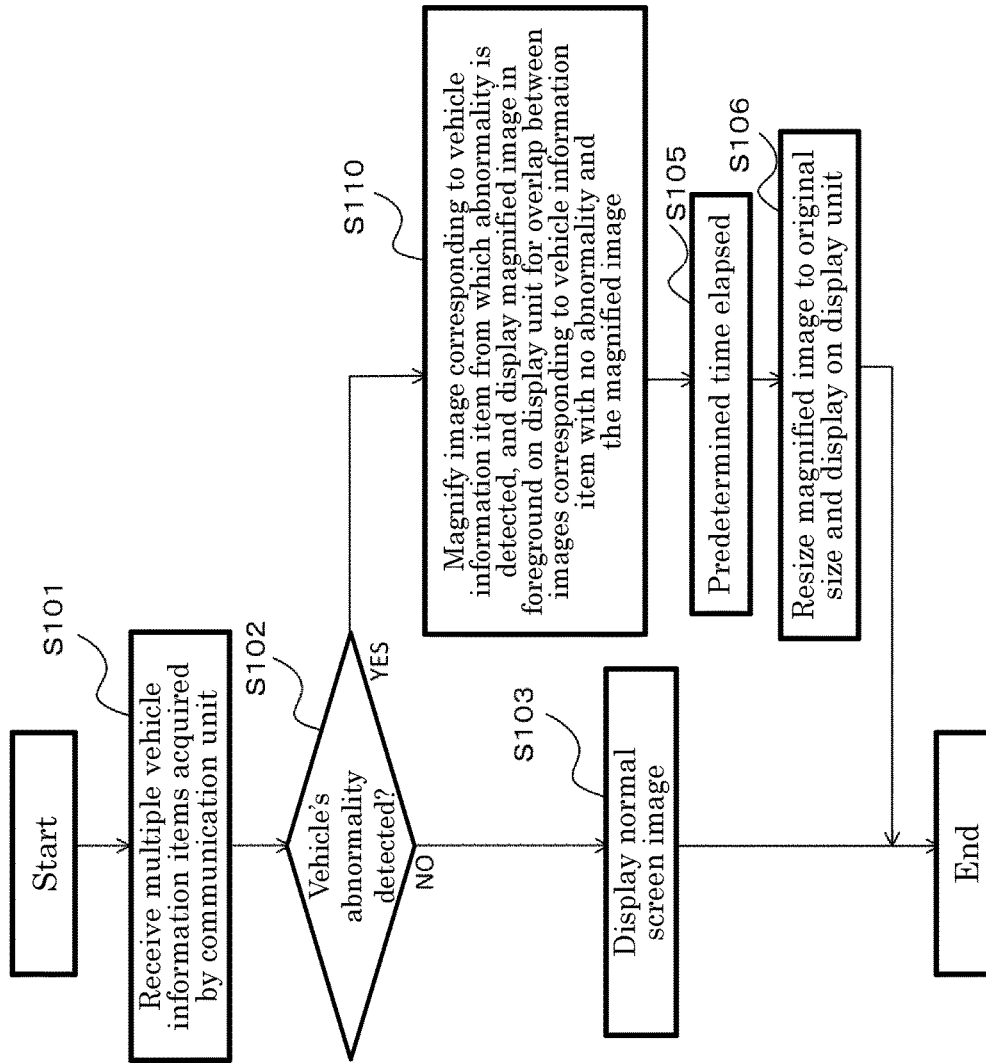 Start
S101
Receive multiple vehicle
information items acquired
by communication unit
S102
Vehicle's
abnormality
detected?
YES
NO
S103
Display normal
screen image
S110
Magnify image corresponding to vehicle
information item from which abnormality is
detected, and display magnified image in
foreground on display unit for overlap between
images corresponding to vehicle information
item with no abnormality and
the magnified image
S105
Predetermined time elapsed
S106
Resize magnified image to original
size and display on display unit
End